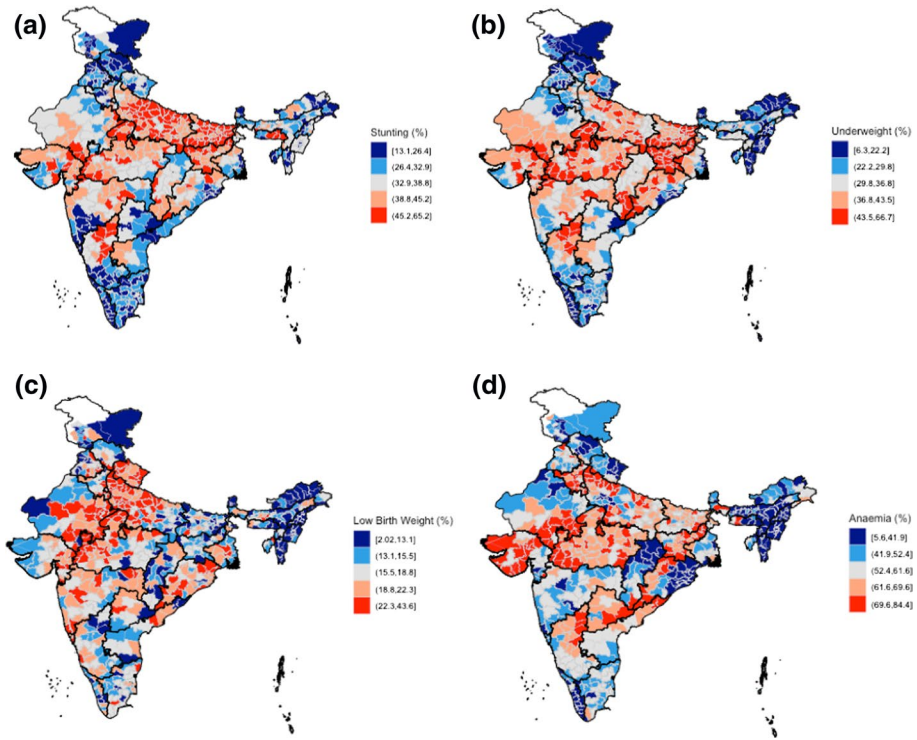 (a)
Stunting (%)
[13.1,26.4]
(26.4,32.9]
(32.9,38.8]
(38.8,45.2]
(45.2,65.2]
(b)
Underweight (%)
[6.3,22.2]
(22.2,29.8]
(29.8,36.8]
(36.8,43.5]
(43.5,66.7]
(c)
Low Birth Weight (%)
[2.02,13.1]
(13.1,15.5]
(15.5,18.8]
(18.8,22.3]
(22.3,43.6]
(d)
Anaemia (%)
[5.6,41.9]
(41.9,52.4]
(52.4,61.6]
(61.6,69.6]
(69.6,84.4]